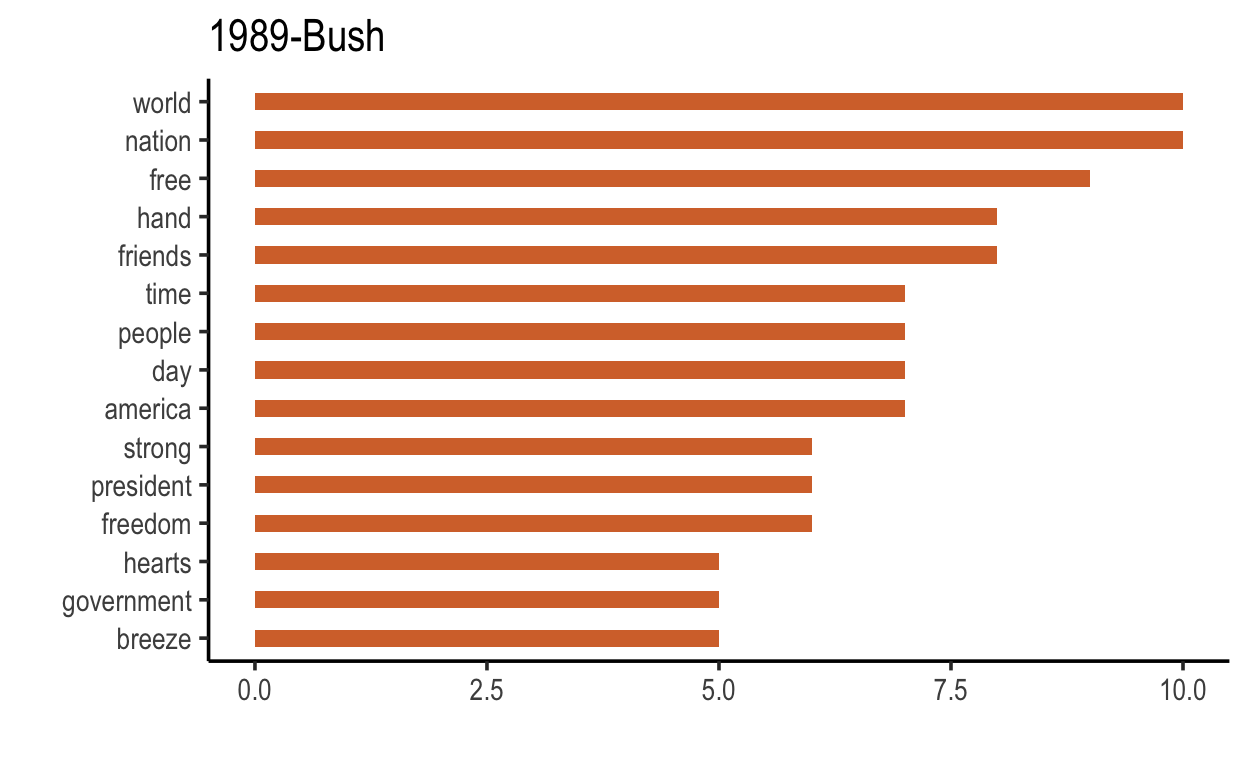 1989-Bush
world
nation
free
hand
friends
time
people
day
america
strong
president
freedom
hearts
government
breeze
0.0 2.5 5.0 7.5 10.0